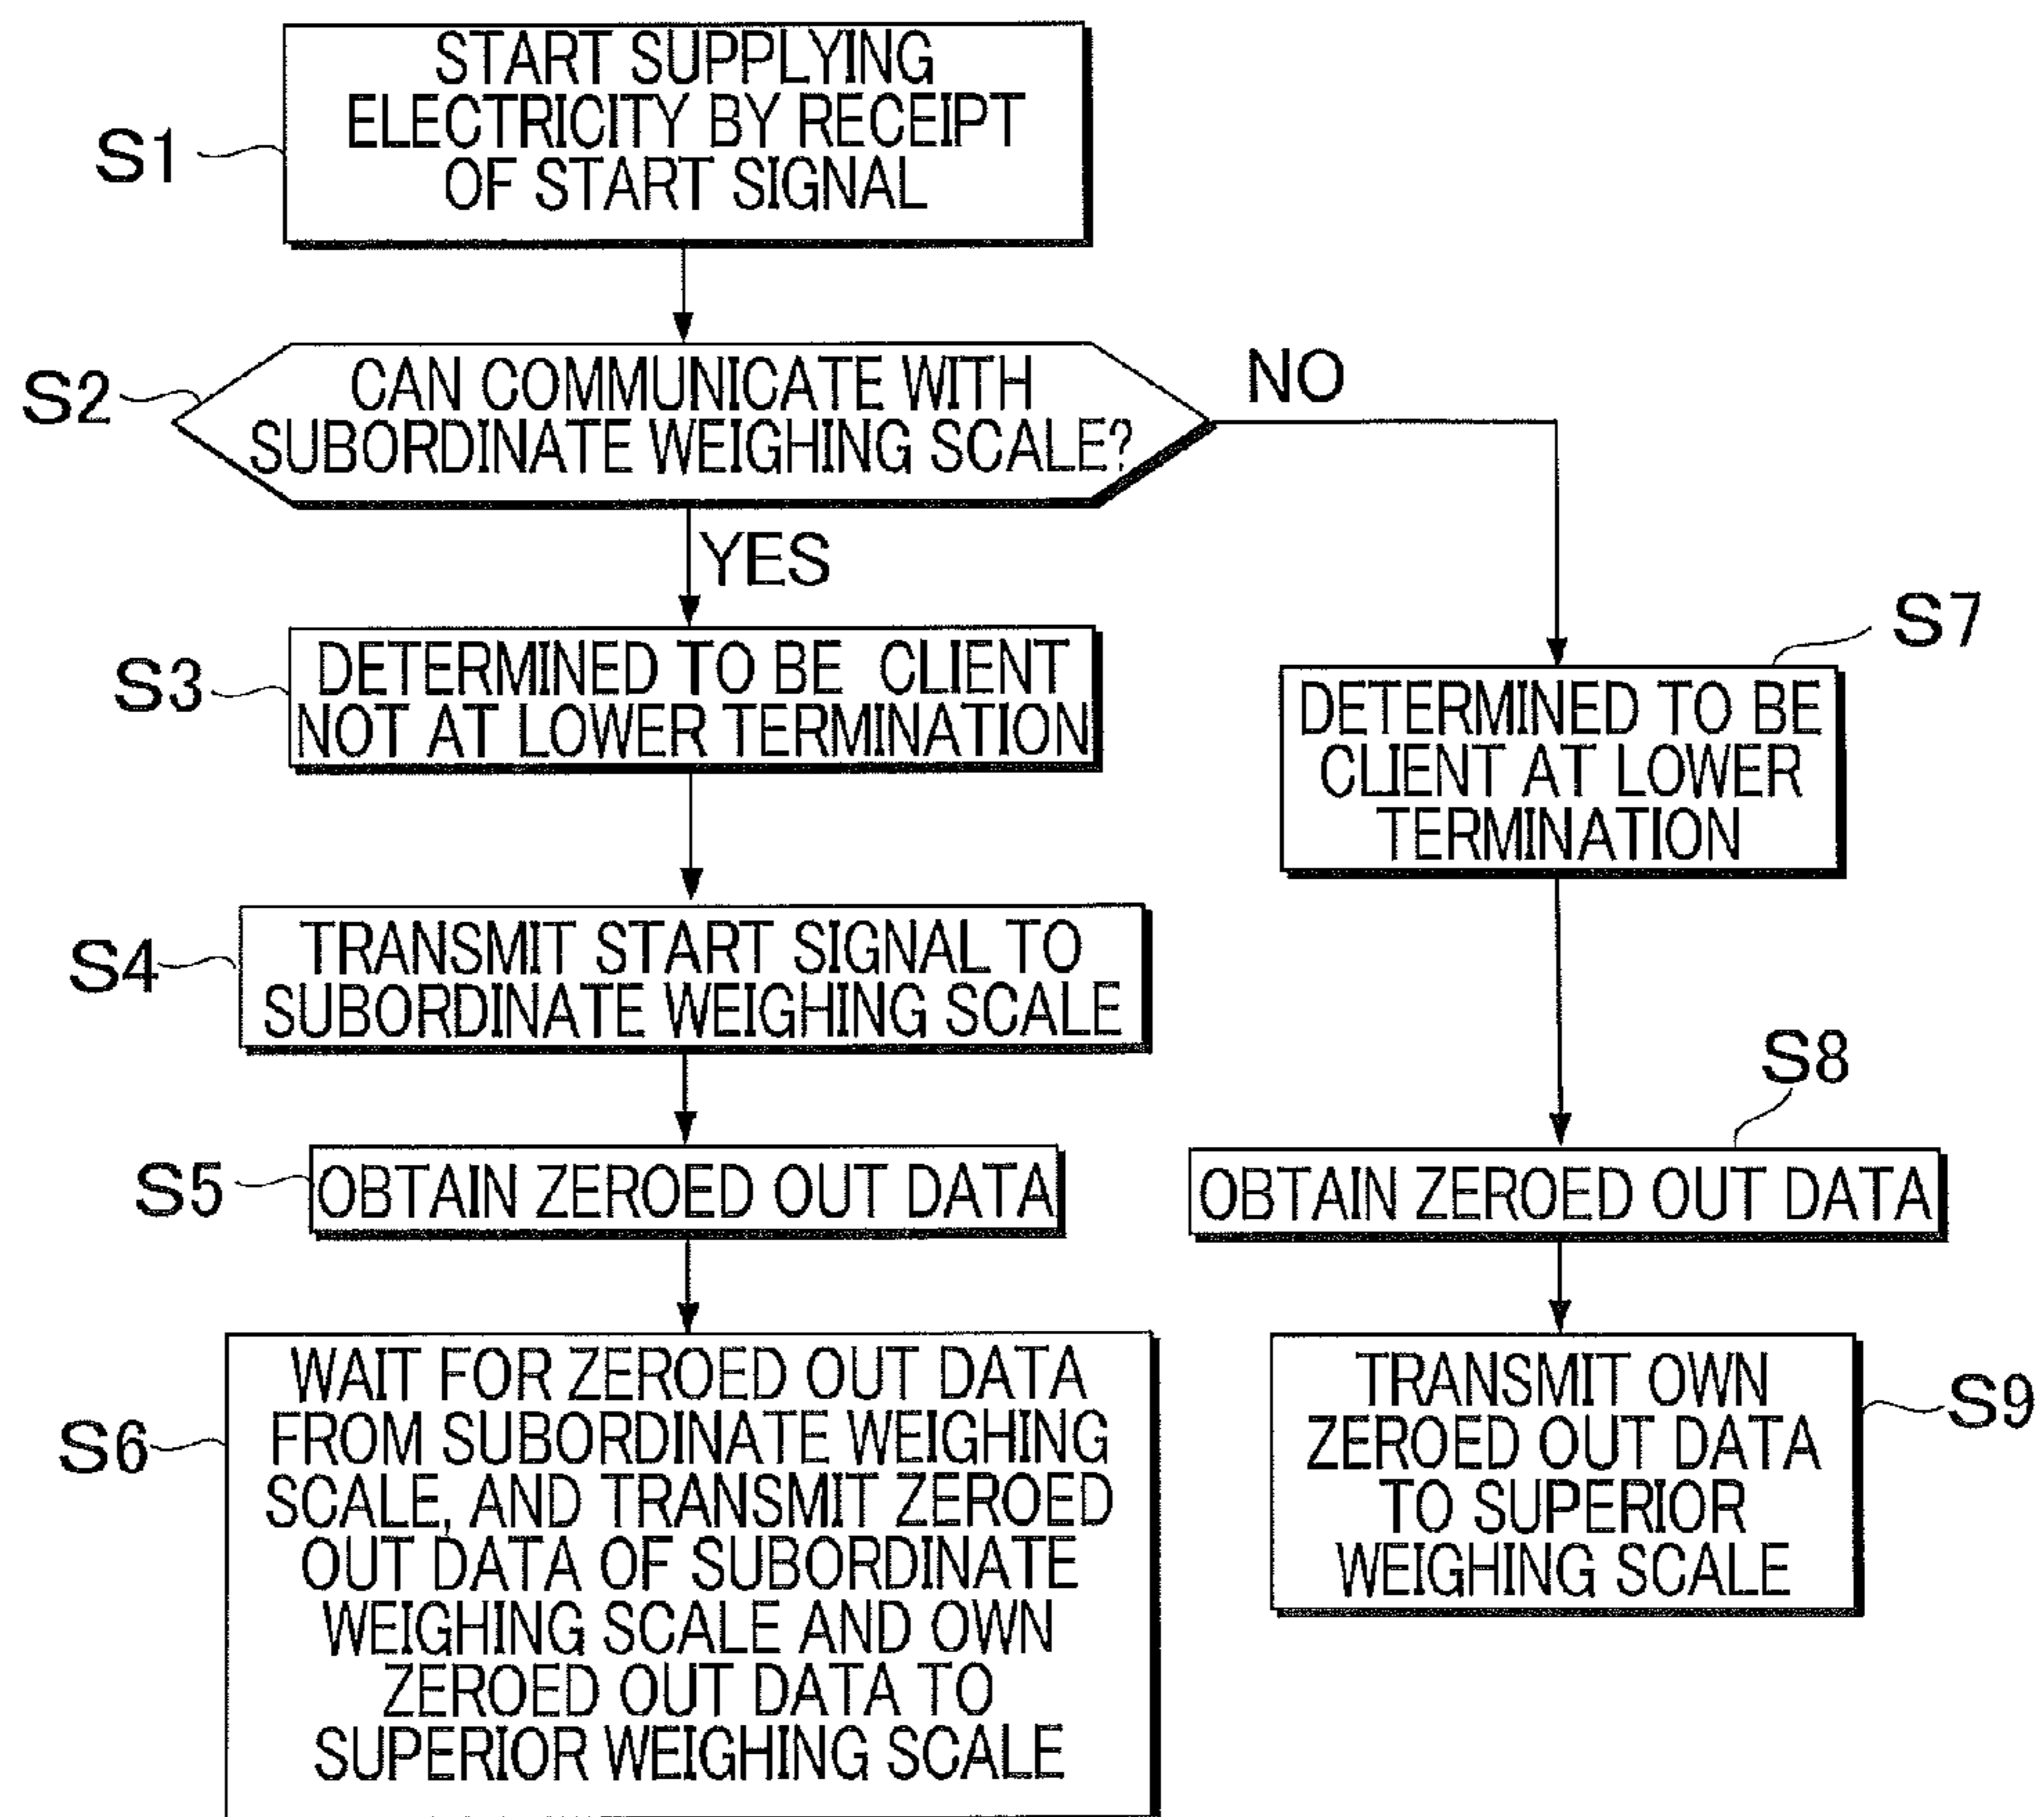 START SUPPLYING
ELECTRICITY BY RECEIPT
OF START SIGNAL
S1
CAN COMMUNICATE WITH
SUBORDINATE WEIGHING SCALE?
S2
NO
YES
DETERMINED TO BE CLIENT
NOT AT LOWER TERMINATION
S3
S7
DETERMINED TO BE
CLIENT AT LOWER
TERMINATION
TRANSMIT START SIGNAL TO
SUBORDINATE WEIGHING SCALE
S4
S8
S5
OBTAIN ZEROED OUT DATA
OBTAIN ZEROED OUT DATA
WAIT FOR ZEROED OUT DATA
FROM SUBORDINATE WEIGHING
SCALE, AND TRANSMIT ZEROED
OUT DATA OF SUBORDINATE
WEIGHING SCALE AND OWN
ZEROED OUT DATA TO
SUPERIOR WEIGHING SCALE
S6
TRANSMIT OWN
ZEROED OUT DATA
TO SUPERIOR
WEIGHING SCALE
S9